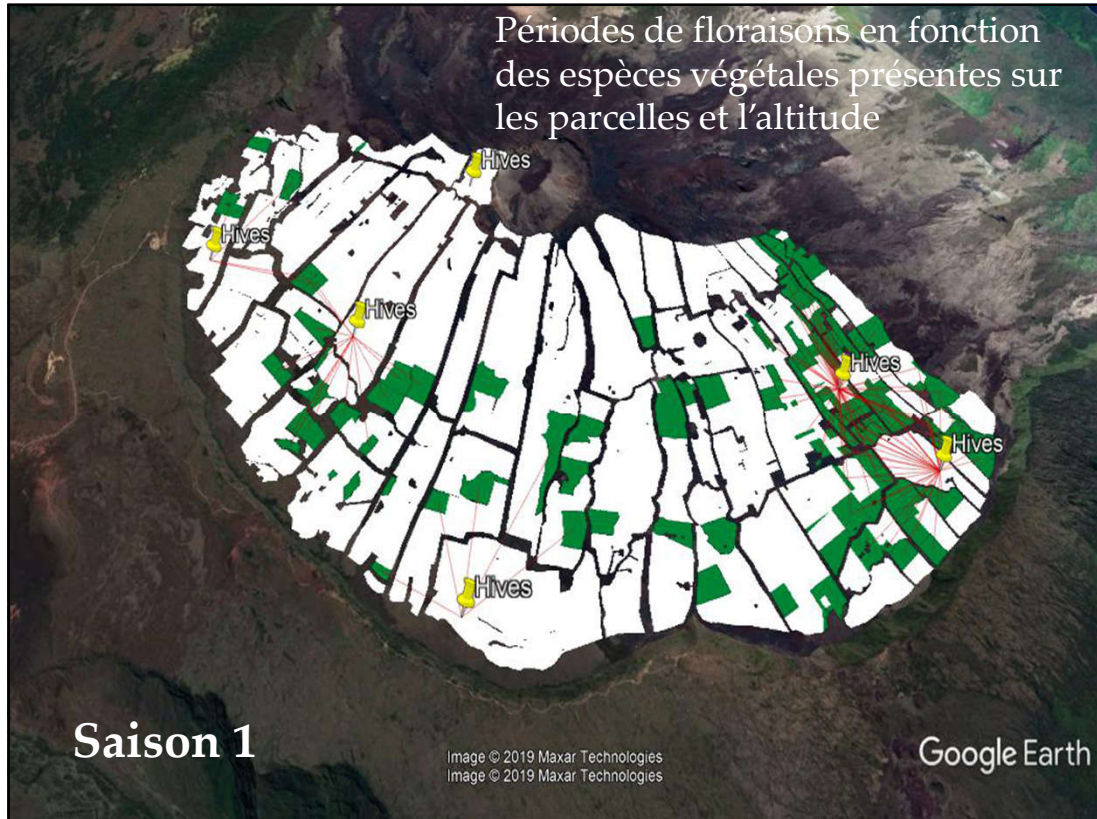 Périodes de floraisons en fonction
des espèces végétales présentes sur
les parcelles et l'altitude
Hives
Hives
Hives
Hives
Hives
Hives
Saison 1
Image © 2019 Maxar Technologies
Image © 2019 Maxar Technologies
Google Earth